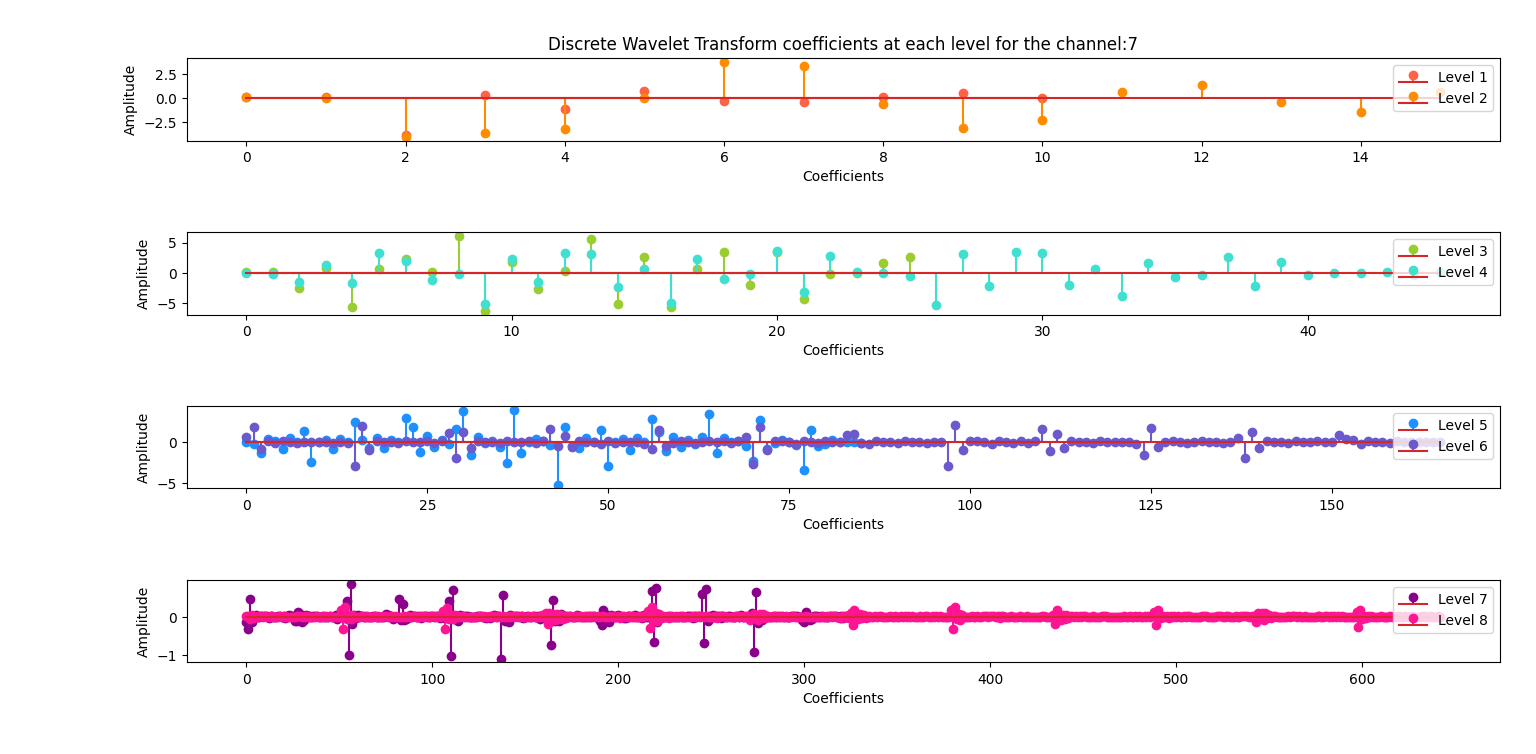 Discrete Wavelet Transform coefficients at each level for the channel:7
Amplitude
2.5
0.0
−2.5
Level 1
Level 2
0 2 4 6 8 10 12 14
Coefficients
Amplitude
5
0
−5
Level 3
Level 4
0 10 20 30 40
Coefficients
Amplitude
0
−5
Level 5
Level 6
0 25 50 75 100 125 150
Coefficients
Amplitude
0
−1
Level 7
Level 8
0 100 200 300 400 500 600
Coefficients